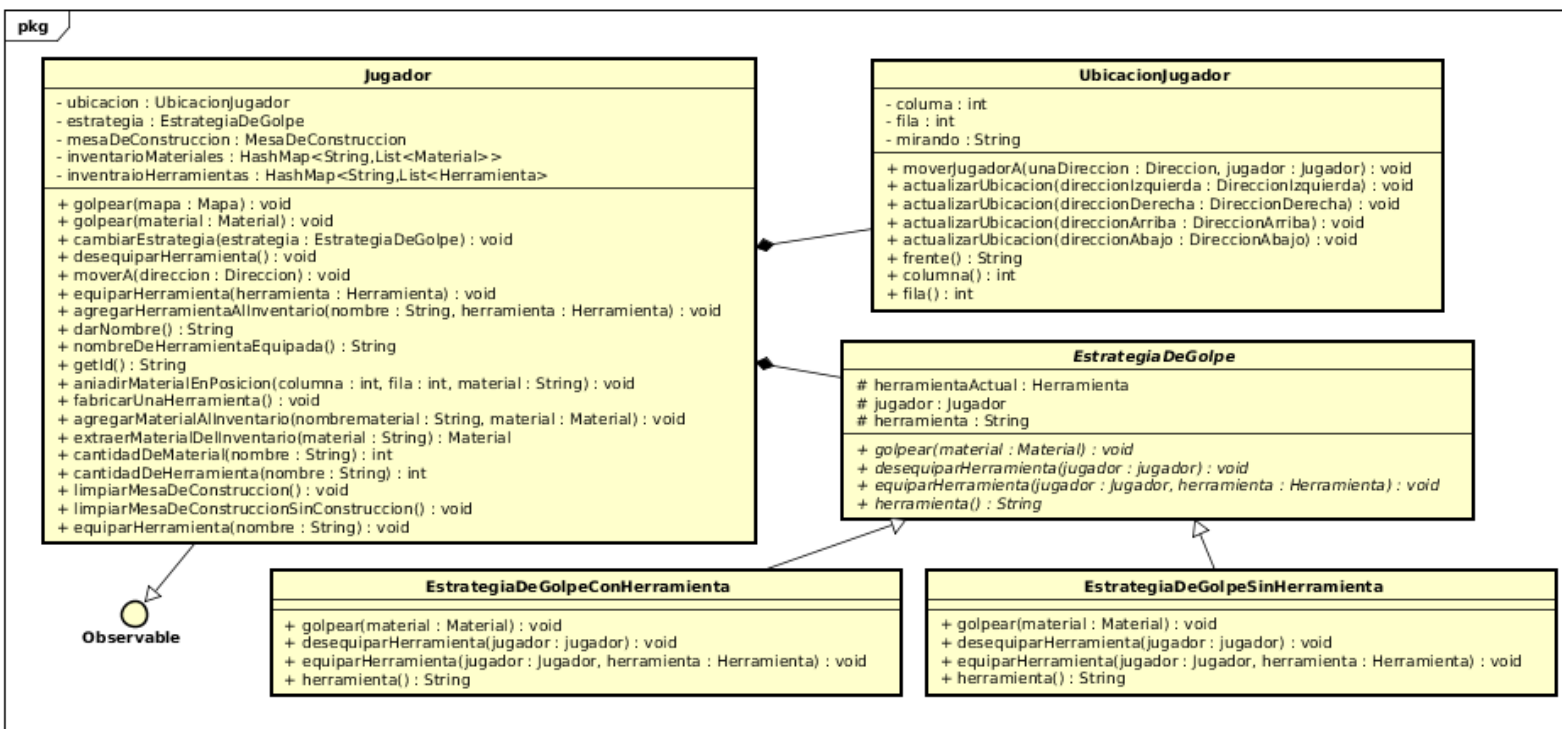 pkg
Jugador
- ubicacion : UbicacionJugador
- estrategia : EstrategiaDeGolpe
- mesaDeConstruccion : MesaDeConstruccion
- inventarioMateriales : HashMap<String,List<Material>>
- inventraioHerramientas : HashMap<String,List<Herramienta>
+ golpear(mapa : Mapa) : void
+ golpear(material : Material) : void
+ cambiarEstrategia(estrategia : EstrategiaDeGolpe) : void
+ desequiparHerramienta() : void
+ moverA(direccion : Direccion) : void
+ equiparHerramienta(herramienta : Herramienta) : void
+ agregarHerramientaAlInventario(nombre : String, herramienta : Herramienta) : void
+ darNombre() : String
+ nombreDeHerramientaEquipada() : String
+ getId() : String
+ aniadirMaterialEnPosicion(columna : int, fila : int, material : String) : void
+ fabricarUnaHerramienta() : void
+ agregarMaterialAlInventario(nombrematerial : String, material : Material) : void
+ extraerMaterialDelInventario(material : String) : Material
+ cantidadDeMaterial(nombre : String) : int
+ cantidadDeHerramienta(nombre : String) : int
+ limpiarMesaDeConstruccion() : void
+ limpiarMesaDeConstruccionSinConstruccion() : void
+ equiparHerramienta(nombre : String) : void
UbicacionJugador
- columa : int
- fila : int
- mirando : String
+ moverJugadorA(unaDireccion : Direccion, jugador : Jugador) : void
+ actualizarUbicacion(direccionIzquierda : DireccionIzquierda) : void
+ actualizarUbicacion(direccionDerecha : DireccionDerecha) : void
+ actualizarUbicacion(direccionArriba : DireccionArriba) : void
+ actualizarUbicacion(direccionAbajo : DireccionAbajo) : void
+ frente() : String
+ columna() : int
+ fila() : int
EstrategiaDeGolpe
# herramientaActual : Herramienta
# jugador : Jugador
# herramienta : String
+ golpear(material : Material) : void
+ desequiparHerramienta(jugador : jugador) : void
+ equiparHerramienta(jugador : Jugador, herramienta : Herramienta) : void
+ herramienta() : String
Observable
EstrategiaDeGolpeConHerramienta
+ golpear(material : Material) : void
+ desequiparHerramienta(jugador : jugador) : void
+ equiparHerramienta(jugador : Jugador, herramienta : Herramienta) : void
+ herramienta() : String
EstrategiaDeGolpeSinHerramienta
+ golpear(material : Material) : void
+ desequiparHerramienta(jugador : jugador) : void
+ equiparHerramienta(jugador : Jugador, herramienta : Herramienta) : void
+ herramienta() : String